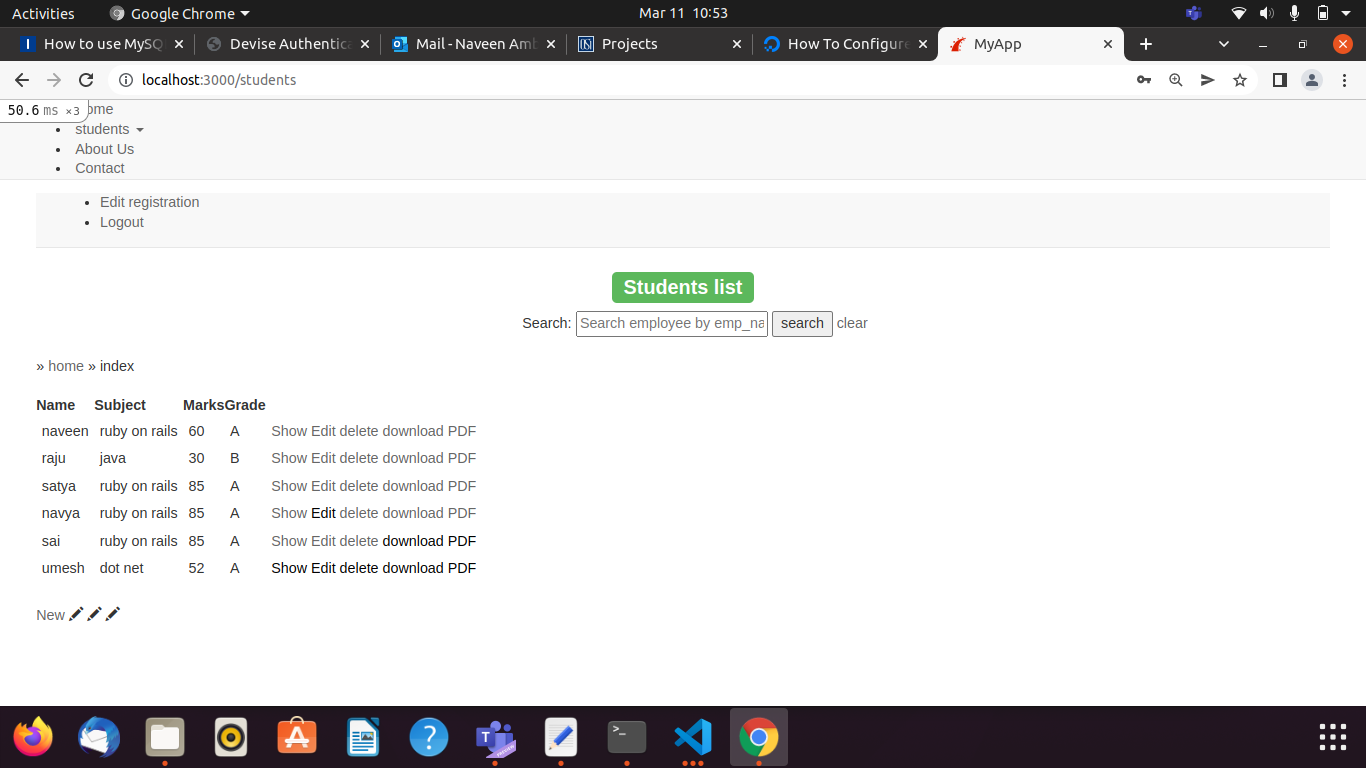 Activities Google Chrome Mar 11 10:53
How to use MySQ Devise Authentica Mail - Naveen Amb Projects How To Configure MyApp
localhost:3000/students
50.6 ms ×3 ome
students
About Us
Contact
Edit registration
Logout
Students list
Search: Search employee by emp_na search clear
» home » index
Name Subject Marks Grade
naveen ruby on rails 60 A Show Edit delete download PDF
raju java 30 B Show Edit delete download PDF
satya ruby on rails 85 A Show Edit delete download PDF
navya ruby on rails 85 A Show Edit delete download PDF
sai ruby on rails 85 A Show Edit delete download PDF
umesh dot net 52 A Show Edit delete download PDF
New